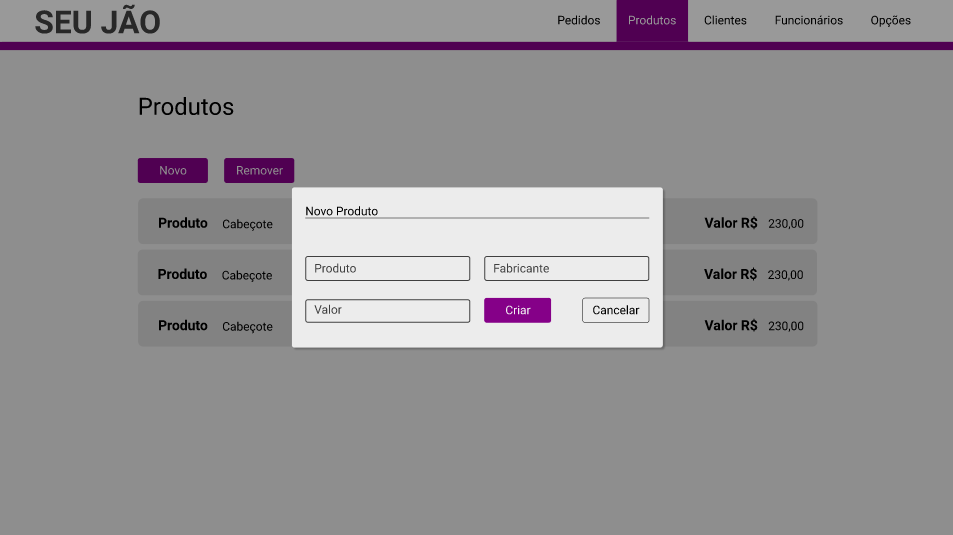 SEU JÃO
Pedidos Produtos Clientes Funcionários Opções
Produtos
Novo Remover
Produto Cabeçote Valor R$ 230,00
Produto Cabeçote Valor R$ 230,00
Produto Cabeçote Valor R$ 230,00
Novo Produto
Produto Fabricante
Valor Criar Cancelar